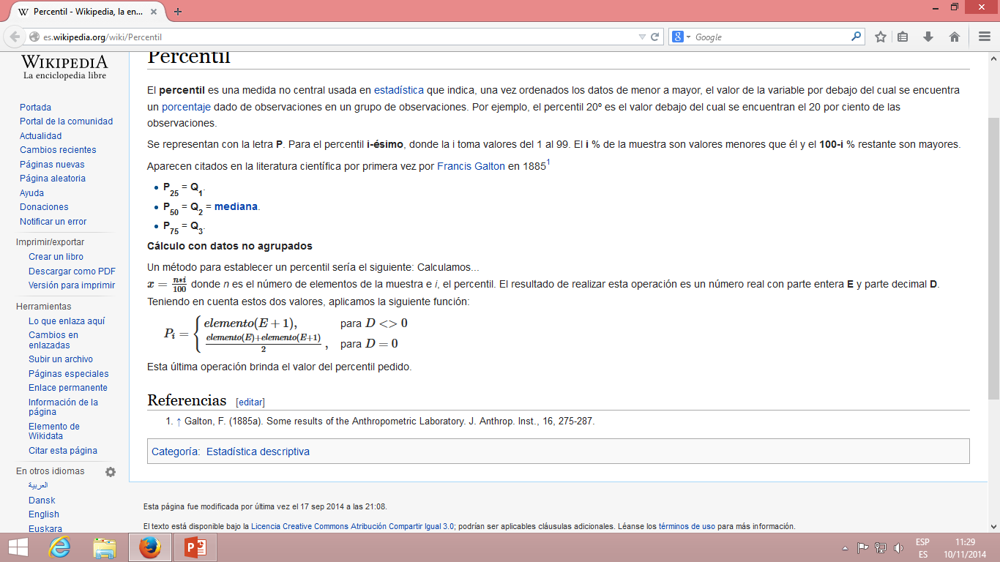 Percentil - Wikipedia, la en...
es.wikipedia.org/wiki/Percentil
Google
WIKIPEDIA
La enciclopedia libre
Portada
Portal de la comunidad
Actualidad
Cambios recientes
Páginas nuevas
Página aleatoria
Ayuda
Donaciones
Notificar un error
Imprimir/exportar
Crear un libro
Descargar como PDF
Versión para imprimir
Herramientas
Lo que enlaza aquí
Cambios en
enlazadas
Subir un archivo
Páginas especiales
Enlace permanente
Información de la
página
Elemento de
Wikidata
Citar esta página
En otros idiomas
العربية
Dansk
English
Euskara
Percentil
El percentil es una medida no central usada en estadística que indica, una vez ordenados los datos de menor a mayor, el valor de la variable por debajo del cual se encuentra
un porcentaje dado de observaciones en un grupo de observaciones. Por ejemplo, el percentil 20º es el valor debajo del cual se encuentran el 20 por ciento de las
observaciones.
Se representan con la letra P. Para el percentil i-ésimo, donde la i toma valores del 1 al 99. El i % de la muestra son valores menores que él y el 100-i % restante son mayores.
Aparecen citados en la literatura científica por primera vez por Francis Galton en 1885¹
P₂₅ = Q₁.
P₅₀ = Q₂ = mediana.
P₇₅ = Q₃.
Cálculo con datos no agrupados
Un método para establecer un percentil sería el siguiente: Calculamos...
x = n*i/100 donde n es el número de elementos de la muestra e i, el percentil. El resultado de realizar esta operación es un número real con parte entera E y parte decimal D.
Teniendo en cuenta estos dos valores, aplicamos la siguiente función:
Pᵢ = { elemento(E + 1), para D <> 0
elemento(E)+elemento(E+1)/2 , para D = 0
Esta última operación brinda el valor del percentil pedido.
Referencias [editar]
1. ↑ Galton, F. (1885a). Some results of the Anthropometric Laboratory. J. Anthrop. Inst., 16, 275-287.
Categoría: Estadística descriptiva
Esta página fue modificada por última vez el 17 sep 2014 a las 21:08.
El texto está disponible bajo la Licencia Creative Commons Atribución Compartir Igual 3.0; podrían ser aplicables cláusulas adicionales. Léanse los términos de uso para más información.
ESP
ES
11:29
10/11/2014